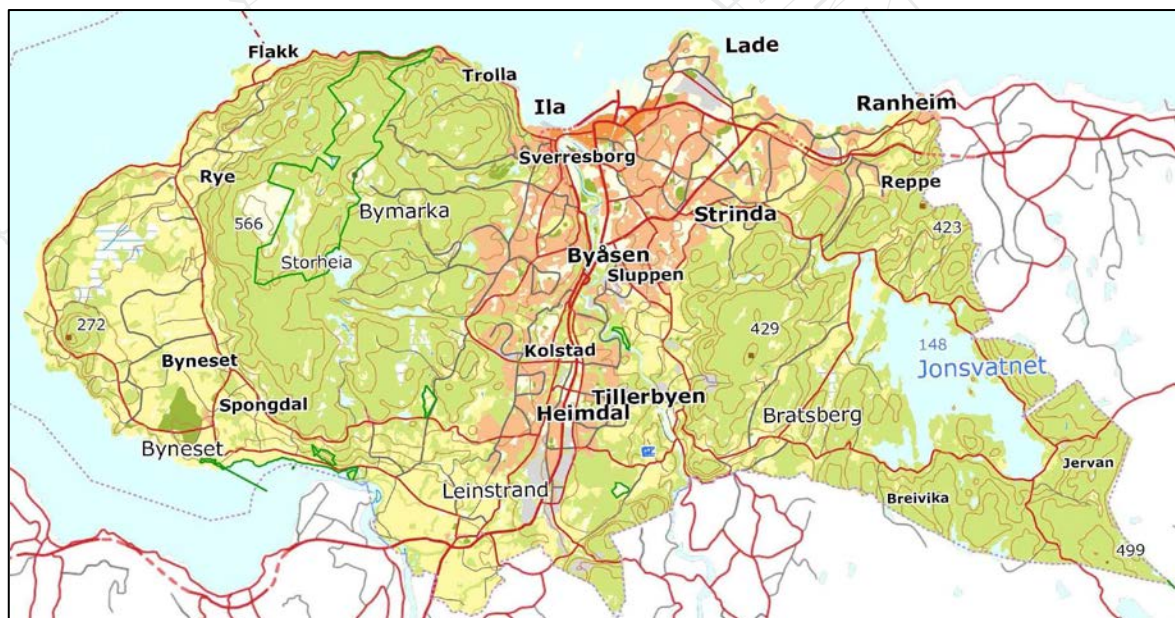 Flakk
Lade
Trolla
Ila
Ranheim
Sverresborg
Rye
Reppe
Bymarka
Strinda
566
423
Byåsen
Storheia
Sluppen
272
429
148
Kolstad
Jonsvatnet
Byneset
Tillerbyen
Spongdal
Heimdal
Bratsberg
Byneset
Jervan
Leinstrand
Breivika
499